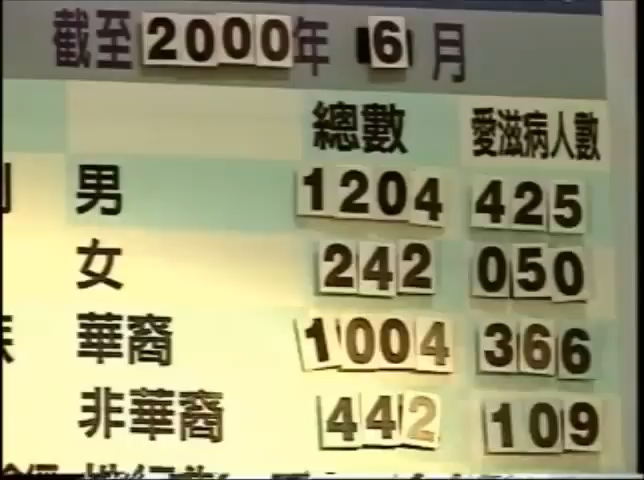 截至2000年 6 月
總數 愛滋病人數
男 1204 425
女 242 050
華裔 1004 366
非華裔 442 109